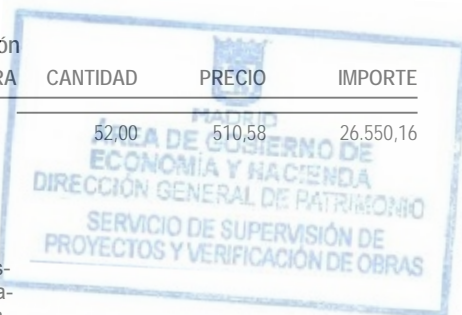 ón
RA CANTIDAD PRECIO IMPORTE
52,00 510,58 26.550,16
MADRID
ÁREA DE GOBIERNO DE
ECONOMÍA Y HACIENDA
DIRECCIÓN GENERAL DE PATRIMONIO
SERVICIO DE SUPERVISIÓN DE
PROYECTOS Y VERIFICACIÓN DE OBRAS
s-
a-